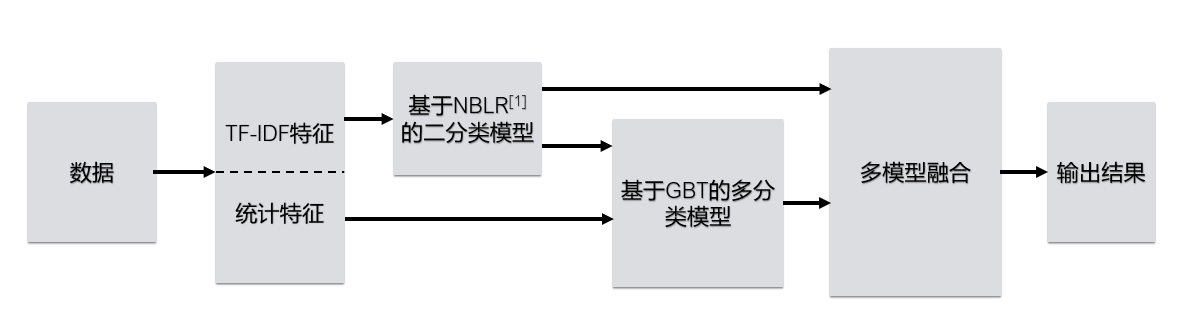 数据
TF-IDF特征
统计特征
基于NBLR[1]
的二分类模型
基于GBT的多分
类模型
多模型融合
输出结果